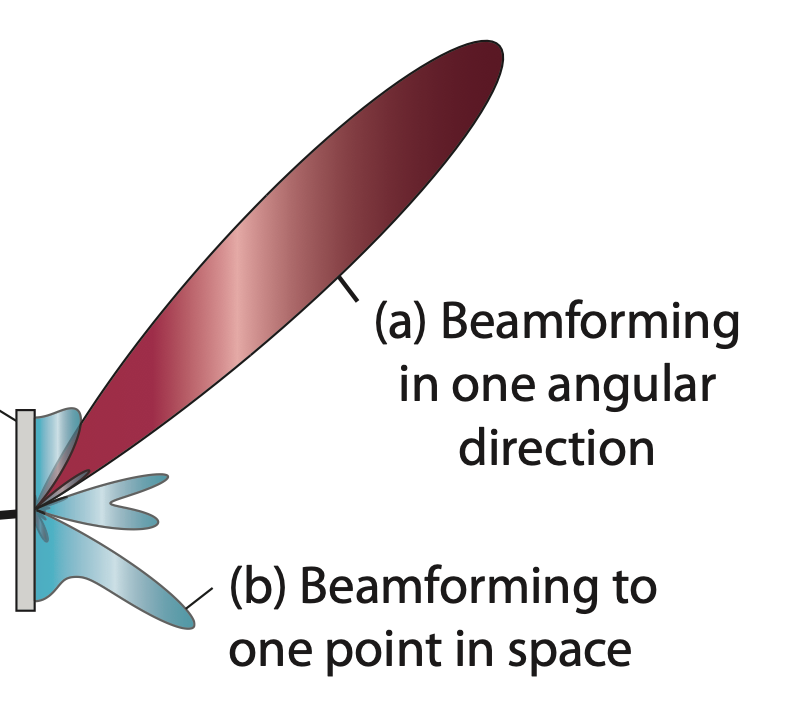 (a) Beamforming
in one angular
direction
(b) Beamforming to
one point in space